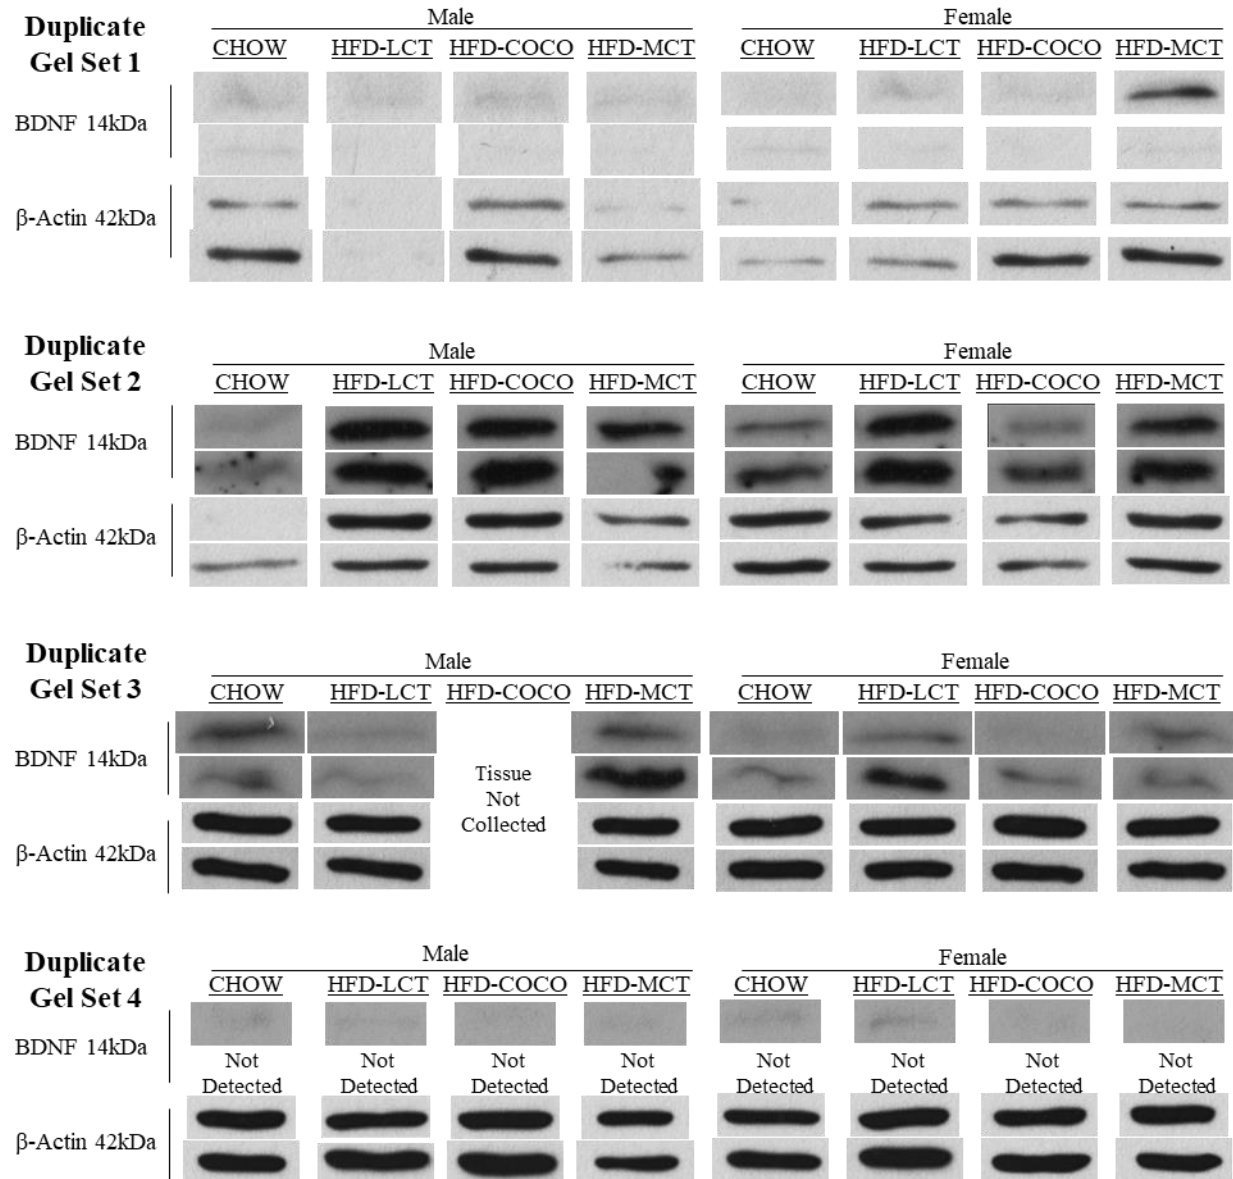 Duplicate
Gel Set 1
Male
Female
CHOW HFD-LCT HFD-COCO HFD-MCT CHOW HFD-LCT HFD-COCO HFD-MCT
BDNF 14kDa
β-Actin 42kDa
Duplicate
Gel Set 2
Male
Female
CHOW HFD-LCT HFD-COCO HFD-MCT CHOW HFD-LCT HFD-COCO HFD-MCT
BDNF 14kDa
β-Actin 42kDa
Duplicate
Gel Set 3
Male
Female
CHOW HFD-LCT HFD-COCO HFD-MCT CHOW HFD-LCT HFD-COCO HFD-MCT
BDNF 14kDa
Tissue
Not
Collected
β-Actin 42kDa
Duplicate
Gel Set 4
Male
Female
CHOW HFD-LCT HFD-COCO HFD-MCT CHOW HFD-LCT HFD-COCO HFD-MCT
BDNF 14kDa
Not Not Not Not Not Not Not Not
Detected Detected Detected Detected Detected Detected Detected Detected
β-Actin 42kDa